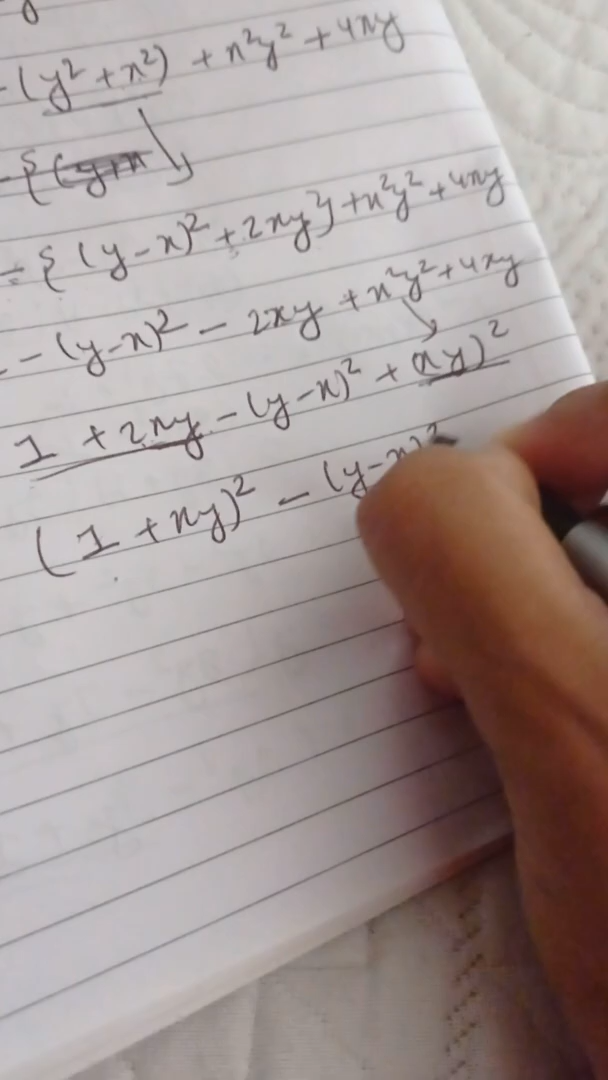 y
-(y² + x²) + x²y² + 4xy
-{(y+x
-{(y-x)² + 2xy} + x²y² + 4xy
- (y-x)² - 2xy + x²y² + 4xy
1 + 2xy - (y-x)² + (xy)²
(1 + xy)² - (y-x)²